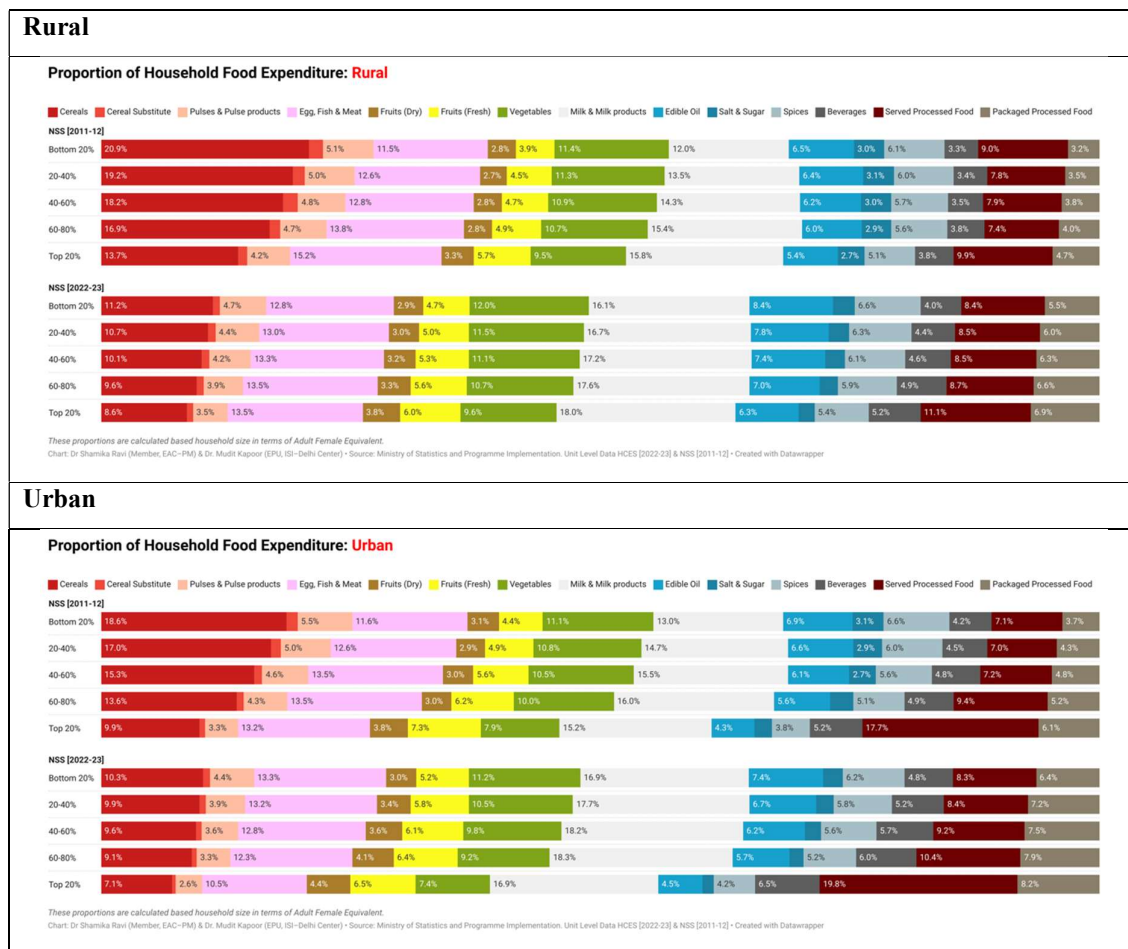 Rural
Proportion of Household Food Expenditure: Rural
Cereals Cereal Substitute Pulses & Pulse products Egg, Fish & Meat Fruits (Dry) Fruits (Fresh) Vegetables Milk & Milk products Edible Oil Salt & Sugar Spices Beverages Served Processed Food Packaged Processed Food
NSS [2011-12]
Bottom 20% 20.9% 5.1% 11.5% 2.8% 3.9% 11.4% 12.0% 6.5% 3.0% 6.1% 3.3% 9.0% 3.2%
20-40% 19.2% 5.0% 12.6% 2.7% 4.5% 11.3% 13.5% 6.4% 3.1% 6.0% 3.4% 7.8% 3.5%
40-60% 18.2% 4.8% 12.8% 2.8% 4.7% 10.9% 14.3% 6.2% 3.0% 5.7% 3.5% 7.9% 3.8%
60-80% 16.9% 4.7% 13.8% 2.8% 4.9% 10.7% 15.4% 6.0% 2.9% 5.6% 3.8% 7.4% 4.0%
Top 20% 13.7% 4.2% 15.2% 3.3% 5.7% 9.5% 15.8% 5.4% 2.7% 5.1% 3.8% 9.9% 4.7%
NSS [2022-23]
Bottom 20% 11.2% 4.7% 12.8% 2.9% 4.7% 12.0% 16.1% 8.4% 6.6% 4.0% 8.4% 5.5%
20-40% 10.7% 4.4% 13.0% 3.0% 5.0% 11.5% 16.7% 7.8% 6.3% 4.4% 8.5% 6.0%
40-60% 10.1% 4.2% 13.3% 3.2% 5.3% 11.1% 17.2% 7.4% 6.1% 4.6% 8.5% 6.3%
60-80% 9.6% 3.9% 13.5% 3.3% 5.6% 10.7% 17.6% 7.0% 5.9% 4.9% 8.7% 6.6%
Top 20% 8.6% 3.5% 13.5% 3.8% 6.0% 9.6% 18.0% 6.3% 5.4% 5.2% 11.1% 6.9%
These proportions are calculated based household size in terms of Adult Female Equivalent.
Chart: Dr Shamika Ravi (Member, EAC–PM) & Dr. Mudit Kapoor (EPU, ISI–Delhi Center) • Source: Ministry of Statistics and Programme Implementation. Unit Level Data HCES [2022-23] & NSS [2011-12] • Created with Datawrapper
Urban
Proportion of Household Food Expenditure: Urban
Cereals Cereal Substitute Pulses & Pulse products Egg, Fish & Meat Fruits (Dry) Fruits (Fresh) Vegetables Milk & Milk products Edible Oil Salt & Sugar Spices Beverages Served Processed Food Packaged Processed Food
NSS [2011-12]
Bottom 20% 18.6% 5.5% 11.6% 3.1% 4.4% 11.1% 13.0% 6.9% 3.1% 6.6% 4.2% 7.1% 3.7%
20-40% 17.0% 5.0% 12.6% 2.9% 4.9% 10.8% 14.7% 6.6% 2.9% 6.0% 4.5% 7.0% 4.3%
40-60% 15.3% 4.6% 13.5% 3.0% 5.6% 10.5% 15.5% 6.1% 2.7% 5.6% 4.8% 7.2% 4.8%
60-80% 13.6% 4.3% 13.5% 3.0% 6.2% 10.0% 16.0% 5.6% 5.1% 4.9% 9.4% 5.2%
Top 20% 9.9% 3.3% 13.2% 3.8% 7.3% 7.9% 15.2% 4.3% 3.8% 5.2% 17.7% 6.1%
NSS [2022-23]
Bottom 20% 10.3% 4.4% 13.3% 3.0% 5.2% 11.2% 16.9% 7.4% 6.2% 4.8% 8.3% 6.4%
20-40% 9.9% 3.9% 13.2% 3.4% 5.8% 10.5% 17.7% 6.7% 5.8% 5.2% 8.4% 7.2%
40-60% 9.6% 3.6% 12.8% 3.6% 6.1% 9.8% 18.2% 6.2% 5.6% 5.7% 9.2% 7.5%
60-80% 9.1% 3.3% 12.3% 4.1% 6.4% 9.2% 18.3% 5.7% 5.2% 6.0% 10.4% 7.9%
Top 20% 7.1% 2.6% 10.5% 4.4% 6.5% 7.4% 16.9% 4.5% 4.2% 6.5% 19.8% 8.2%
These proportions are calculated based household size in terms of Adult Female Equivalent.
Chart: Dr Shamika Ravi (Member, EAC–PM) & Dr. Mudit Kapoor (EPU, ISI–Delhi Center) • Source: Ministry of Statistics and Programme Implementation. Unit Level Data HCES [2022-23] & NSS [2011-12] • Created with Datawrapper